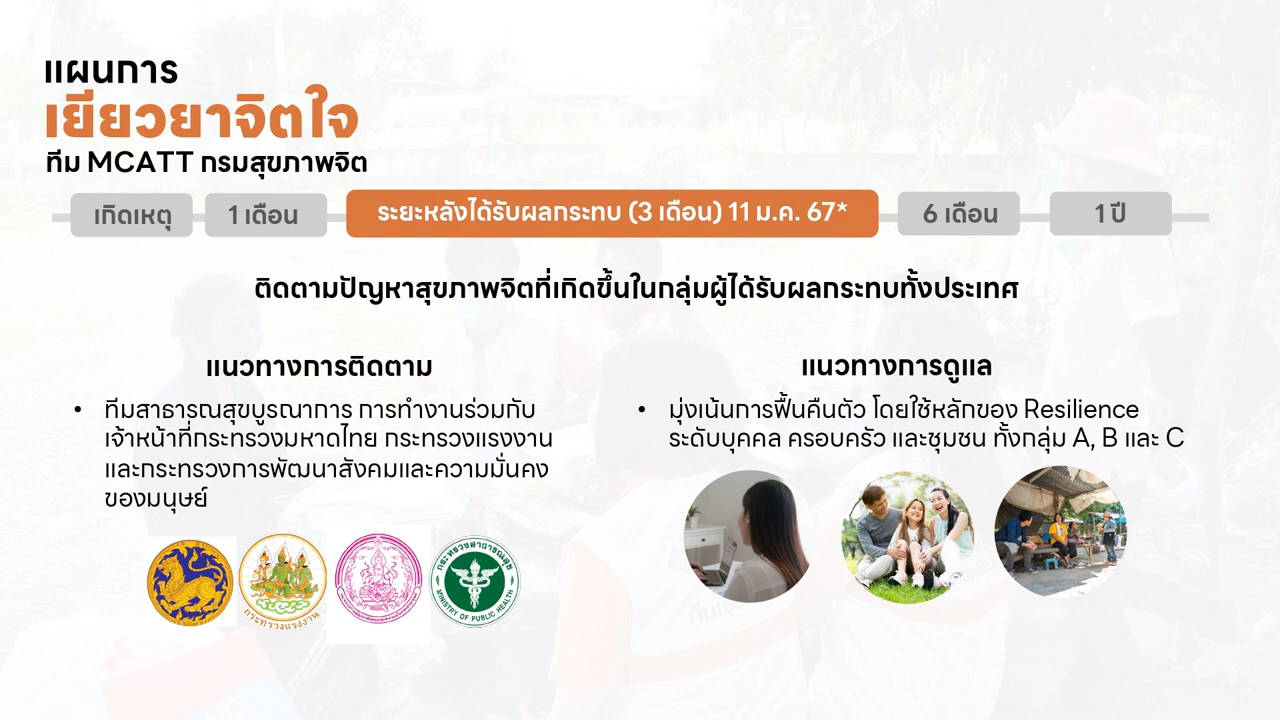 แผนการ
เยียวยาจิตใจ
ทีม MCATT กรมสุขภาพจิต
เกิดเหตุ
1 เดือน
ระยะหลังได้รับผลกระทบ (3 เดือน) 11 ม.ค. 67*
6 เดือน
1 ปี
ติดตามปัญหาสุขภาพจิตที่เกิดขึ้นในกลุ่มผู้ได้รับผลกระทบทั้งประเทศ
แนวทางการติดตาม
• ทีมสาธารณสุขบูรณาการ การทำงานร่วมกับ
เจ้าหน้าที่กระทรวงมหาดไทย กระทรวงแรงงาน
และกระทรวงการพัฒนาสังคมและความมั่นคง
ของมนุษย์
กระทรวงแรงงาน
กระทรวงสาธารณสุข
MINISTRY OF PUBLIC HEALTH
แนวทางการดูแล
• มุ่งเน้นการฟื้นคืนตัว โดยใช้หลักของ Resilience
ระดับบุคคล ครอบครัว และชุมชน ทั้งกลุ่ม A, B และ C